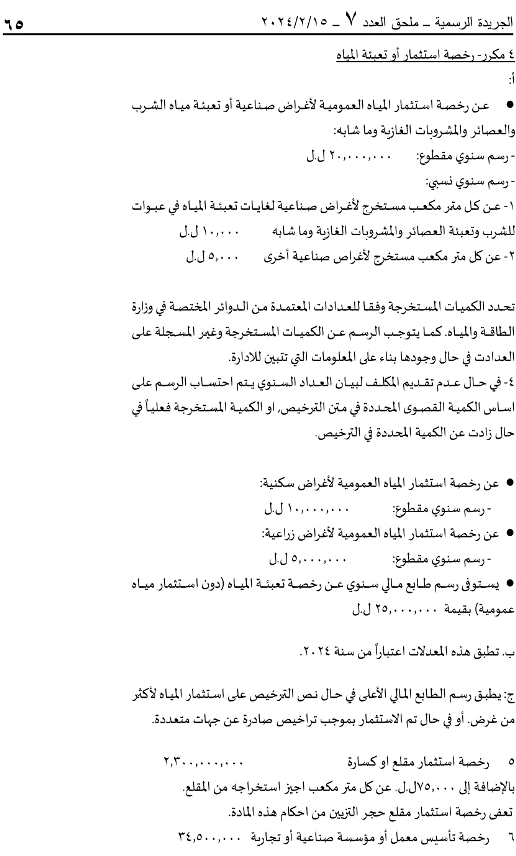 الجريدة الرسمية ـ ملحق العدد ٧ ـ ٢٠٢٤/٢/١٥
٦٥
٤ مكرر- رخصة استثمار أو تعبئة المياه
أ:
● عن رخصة استثمار المياه العمومية لأغراض صناعية أو تعبئة مياه الشرب
والعصائر والمشروبات الغازية وما شابه:
- رسم سنوي مقطوع: ٢٠,٠٠٠,٠٠٠ ل.ل
- رسم سنوي نسبي:
١- عن كل متر مكعب مستخرج لأغراض صناعية لغايات تعبئة المياه في عبوات
للشرب وتعبئة العصائر والمشروبات الغازية وما شابه ١٠,٠٠٠ ل.ل
٢- عن كل متر مكعب مستخرج لأغراض صناعية أخرى ٥,٠٠٠ ل.ل
تحدد الكميات المستخرجة وفقا للعدادات المعتمدة من الدوائر المختصة في وزارة
الطاقة والمياه. كما يتوجب الرسم عن الكميات المستخرجة وغير المسجلة على
العدادت في حال وجودها بناء على المعلومات التي تتبين للادارة.
٤- في حال عدم تقديم المكلف لبيان العداد السنوي يتم احتساب الرسم على
اساس الكمية القصوى المحددة في متن الترخيص, او الكمية المستخرجة فعلياً في
حال زادت عن الكمية المحددة في الترخيص.
● عن رخصة استثمار المياه العمومية لأغراض سكنية:
- رسم سنوي مقطوع: ١٠,٠٠٠,٠٠٠ ل.ل
● عن رخصة استثمار المياه العمومية لأغراض زراعية:
- رسم سنوي مقطوع: ٥,٠٠٠,٠٠٠ ل.ل
● يستوفى رسم طابع مالي سنوي عن رخصة تعبئة المياه (دون استثمار مياه
عمومية) بقيمة ٢٥,٠٠٠,٠٠٠ ل.ل
ب. تطبق هذه المعدلات اعتباراً من سنة ٢٠٢٤.
ج: يطبق رسم الطابع المالي الأعلى في حال نص الترخيص على استثمار المياه لأكثر
من غرض. أو في حال تم الاستثمار بموجب تراخيص صادرة عن جهات متعددة.
٥ رخصة استثمار مقلع او كسارة ٢,٣٠٠,٠٠٠,٠٠٠
بالإضافة إلى ٧٥,٠٠٠ل.ل. عن كل متر مكعب اجيز استخراجه من المقلع.
تعفى رخصة استثمار مقلع حجر التزيين من احكام هذه المادة.
٦ رخصة تأسيس معمل أو مؤسسة صناعية أو تجارية ٣٤,٥٠٠,٠٠٠